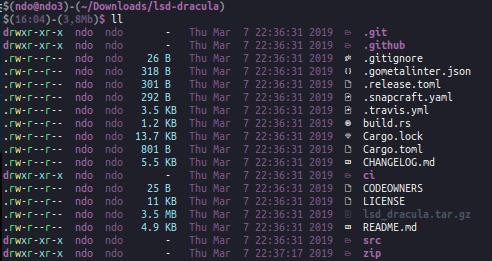 $(ndo@ndo3)-(~/Downloads/lsd-dracula)
$(16:04)-(3,8Mb)$ ll
drwxr-xr-x ndo ndo - Thu Mar 7 22:36:31 2019 .git
drwxr-xr-x ndo ndo - Thu Mar 7 22:36:31 2019 .github
.rw-r--r-- ndo ndo 26 B Thu Mar 7 22:36:31 2019 .gitignore
.rw-r--r-- ndo ndo 318 B Thu Mar 7 22:36:31 2019 .gometalinter.json
.rw-r--r-- ndo ndo 301 B Thu Mar 7 22:36:31 2019 .release.toml
.rw-r--r-- ndo ndo 292 B Thu Mar 7 22:36:31 2019 .snapcraft.yaml
.rw-r--r-- ndo ndo 3.5 KB Thu Mar 7 22:36:31 2019 .travis.yml
.rw-r--r-- ndo ndo 1.2 KB Thu Mar 7 22:36:31 2019 build.rs
.rw-r--r-- ndo ndo 13.7 KB Thu Mar 7 22:36:31 2019 Cargo.lock
.rw-r--r-- ndo ndo 801 B Thu Mar 7 22:36:31 2019 Cargo.toml
.rw-r--r-- ndo ndo 5.5 KB Thu Mar 7 22:36:31 2019 CHANGELOG.md
drwxr-xr-x ndo ndo - Thu Mar 7 22:36:31 2019 ci
.rw-r--r-- ndo ndo 25 B Thu Mar 7 22:36:31 2019 CODEOWNERS
.rw-r--r-- ndo ndo 11 KB Thu Mar 7 22:36:31 2019 LICENSE
.rw-r--r-- ndo ndo 3.5 MB Thu Mar 7 22:36:31 2019 lsd_dracula.tar.gz
.rw-r--r-- ndo ndo 4.9 KB Thu Mar 7 22:36:31 2019 README.md
drwxr-xr-x ndo ndo - Thu Mar 7 22:36:31 2019 src
drwxr-xr-x ndo ndo - Thu Mar 7 22:37:17 2019 zip